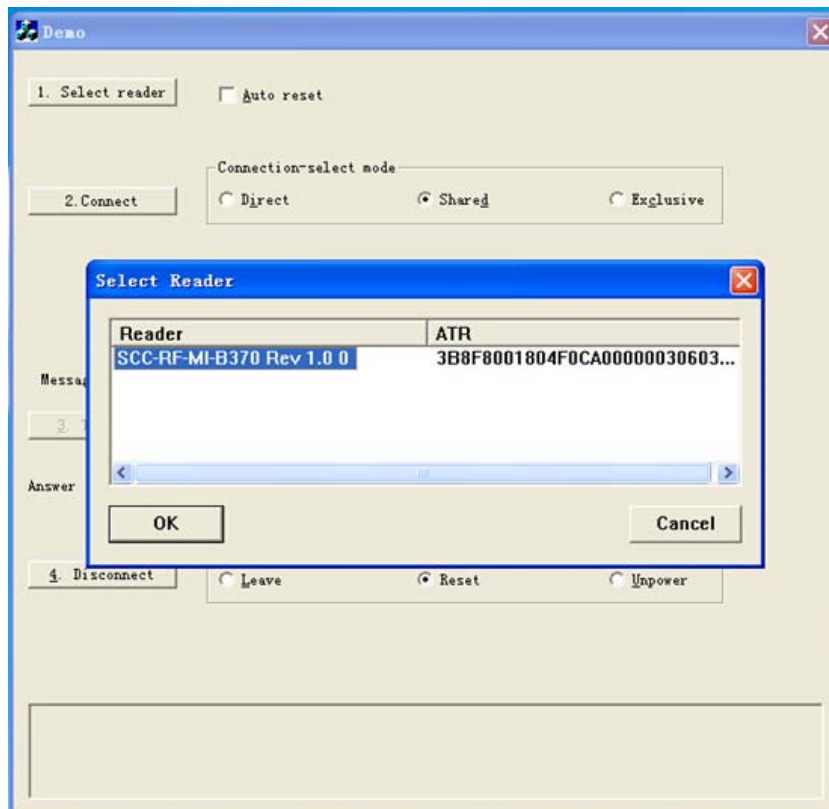 Demo
1. Select reader
Auto reset
Connection-select mode
2.Connect
Direct
Shared
Exclusive
Select Reader
Reader ATR
SCC-RF-MI-B370 Rev 1.0 0 3B8F8001804F0CA00000030603...
3.
Answer
OK Cancel
4. Disconnect
Leave
Reset
Unpower